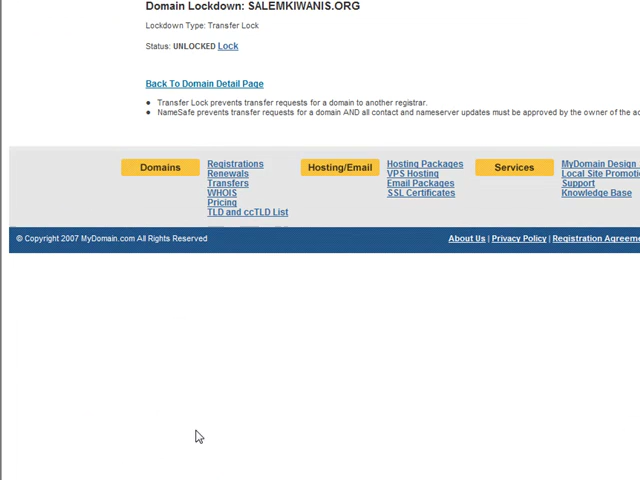 Domain Lockdown: SALEMKIWANIS.ORG
Lockdown Type: Transfer Lock
Status: UNLOCKED Lock
Back To Domain Detail Page
● Transfer Lock prevents transfer requests for a domain to another registrar.
● NameSafe prevents transfer requests for a domain AND all contact and nameserver updates must be approved by the owner of the
Domains
Registrations
Renewals
Transfers
WHOIS
Pricing
TLD and ccTLD List
Hosting/Email
Hosting Packages
VPS Hosting
Email Packages
SSL Certificates
Services
MyDomain Design
Local Site Promoti
Support
Knowledge Base
© Copyright 2007 MyDomain.com All Rights Reserved
About Us | Privacy Policy | Registration Agreeme